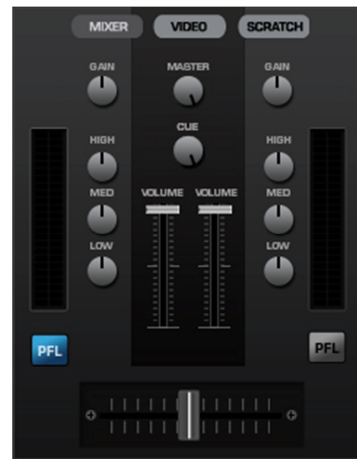 MIXER VIDEO SCRATCH
GAIN MASTER GAIN
CUE
HIGH HIGH
MED VOLUME VOLUME MED
LOW LOW
PFL PFL